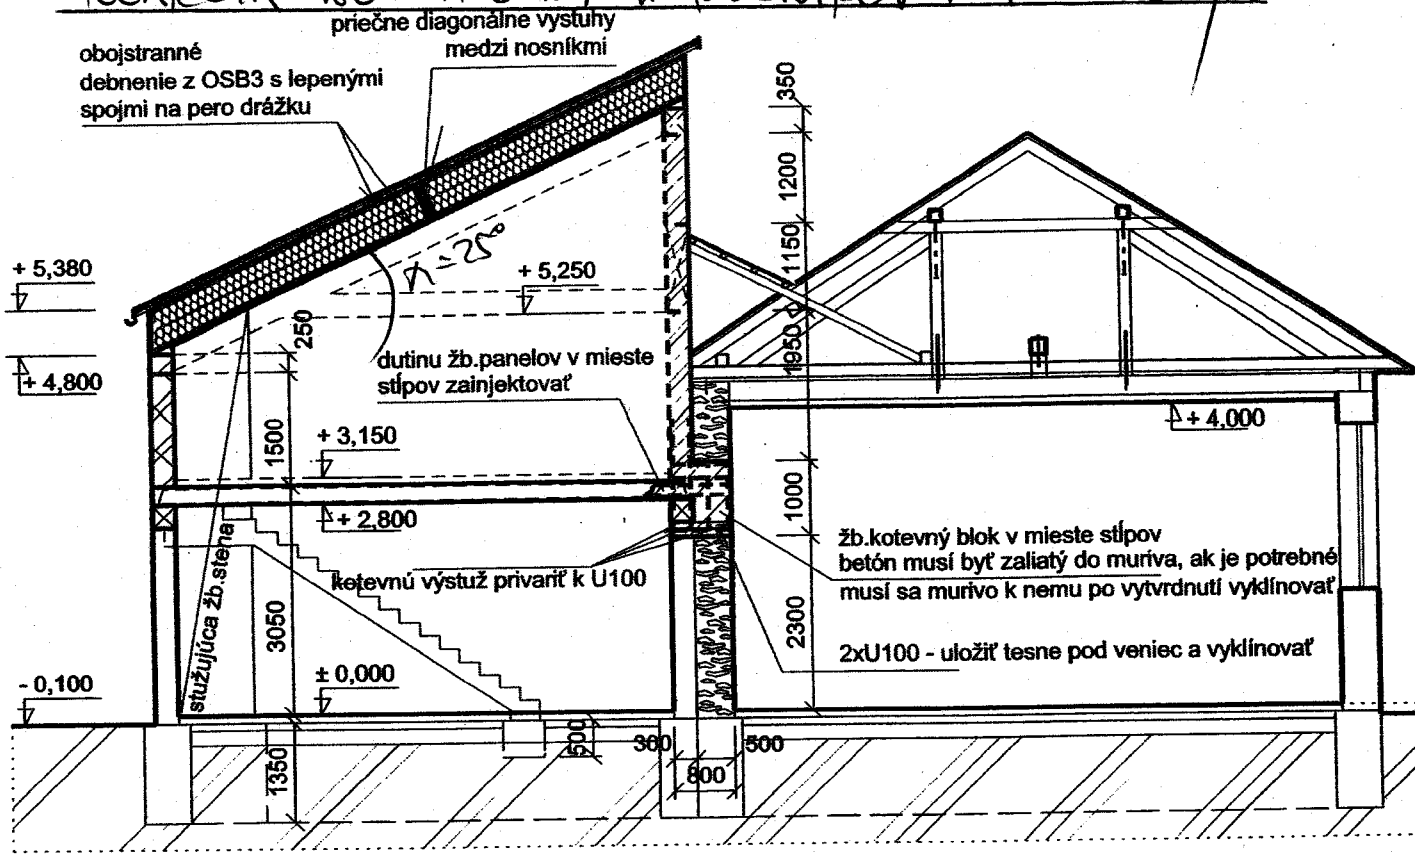 priečne diagonálne výstuhy
medzi nosníkmi
obojstranné
debnenie z OSB3 s lepenými
spojmi na pero drážku
350
1200
1150
1950
1000
2300
+ 5,380
+ 4,800
α = 25°
+ 5,250
250
dutinu žb.panelov v mieste
stĺpov zainjektovať
1500
+ 3,150
+ 4,000
+ 2,800
kotevnú výstuž privariť k U100
stužujúca žb.stena
3050
žb.kotevný blok v mieste stĺpov
betón musí byť zaliatý do muriva, ak je potrebné
musí sa murivo k nemu po vytvrdnutí vyklínovať
2xU100 - uložiť tesne pod veniec a vyklínovať
- 0,100
± 0,000
1350
500
300
500
800